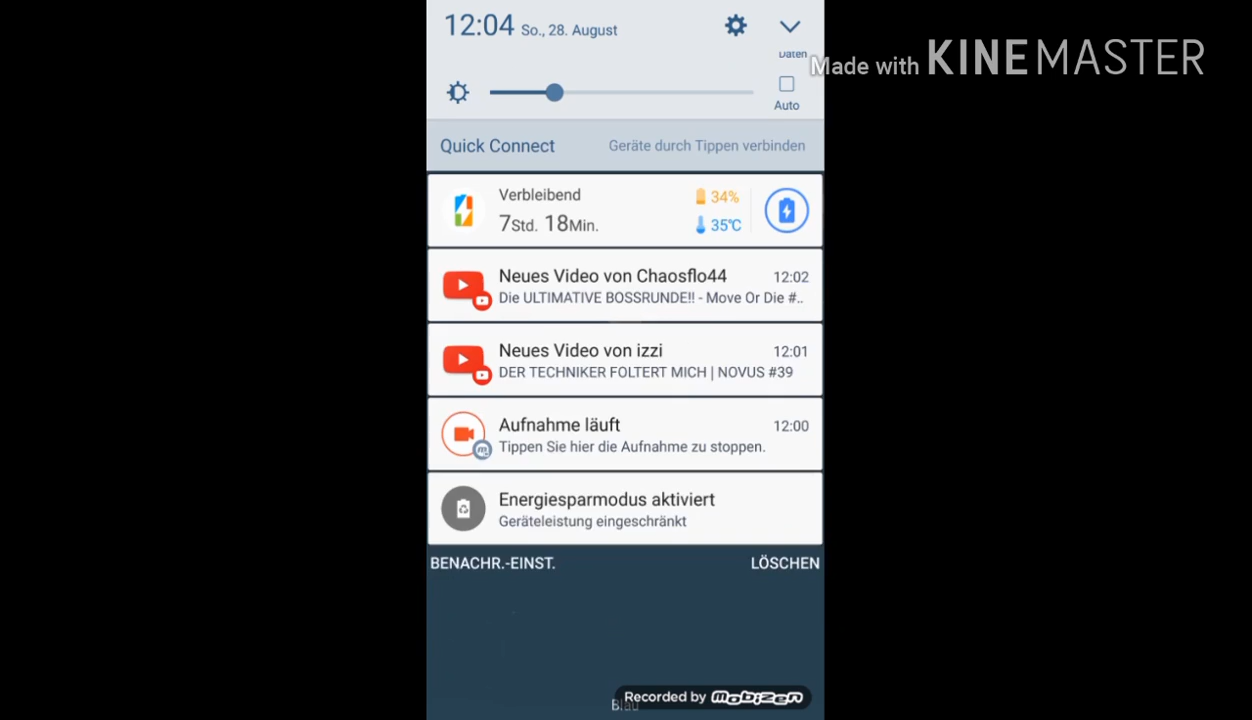 12:04 So., 28. August
Daten
Made with KINEMASTER
Auto
Quick Connect Geräte durch Tippen verbinden
Verbleibend 34%
7Std. 18Min. 35℃
Neues Video von Chaosflo44 12:02
Die ULTIMATIVE BOSSRUNDE!! - Move Or Die #..
Neues Video von izzi 12:01
DER TECHNIKER FOLTERT MICH | NOVUS #39
Aufnahme läuft 12:00
Tippen Sie hier die Aufnahme zu stoppen.
Energiesparmodus aktiviert
Geräteleistung eingeschränkt
BENACHR.-EINST. LÖSCHEN
Recorded by mobizen